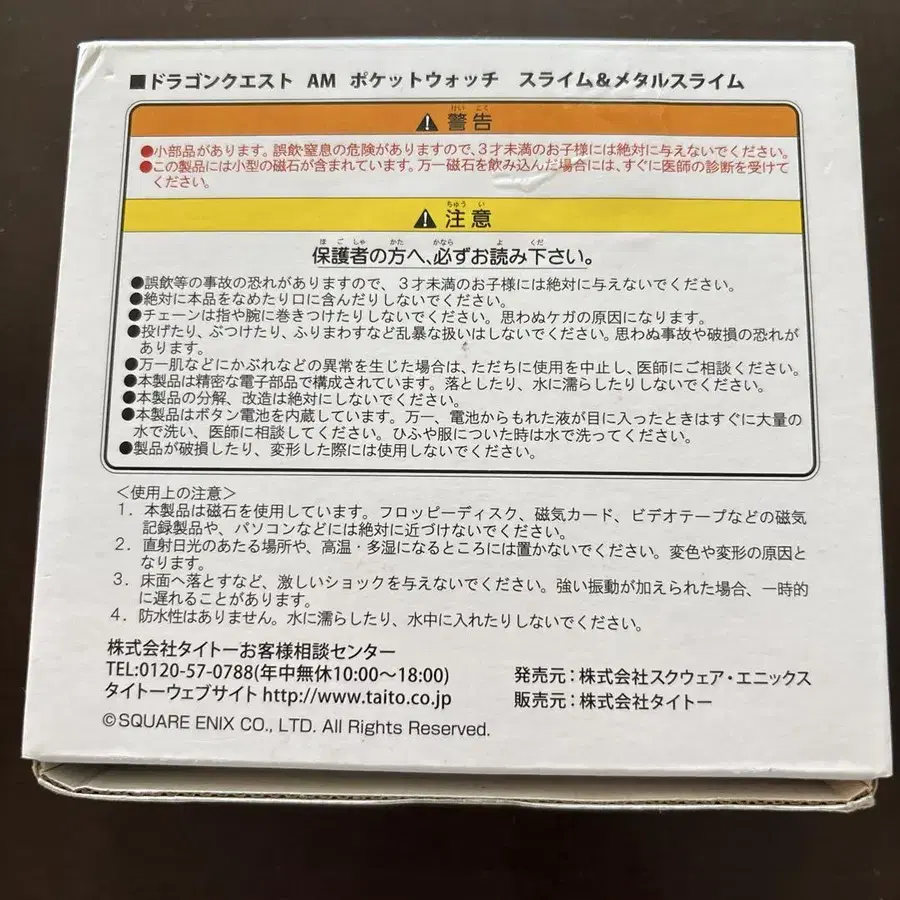 ■ドラゴンクエスト AM ポケットウォッチ スライム&メタルスライム
けい こく
警告
●小部品があります。誤飲・窒息の危険がありますので、3才未満のお子様には絶対に与えないでください。
●この製品には小型の磁石が含まれています。万一磁石を飲み込んだ場合には、すぐに医師の診断を受けて
ください。
ちゅう い
注意
ほ ご しゃ かた かなら よ くだ
保護者の方へ、必ずお読み下さい。
●誤飲等の事故の恐れがありますので、3才未満のお子様には絶対に与えないでください。
●絶対に本品をなめたり口に含んだりしないでください。
●チェーンは指や腕に巻きつけたりしないでください。思わぬケガの原因になります。
●投げたり、ぶつけたり、ふりまわすなど乱暴な扱いはしないでください。思わぬ事故や破損の恐れが
あります。
●万一肌などにかぶれなどの異常を生じた場合は、ただちに使用を中止し、医師にご相談ください。
●本製品は精密な電子部品で構成されています。落としたり、水に濡らしたりしないでください。
●本製品の分解、改造は絶対にしないでください。
●本製品はボタン電池を内蔵しています。万一、電池からもれた液が目に入ったときはすぐに大量の
水で洗い、医師に相談してください。ひふや服についた時は水で洗ってください。
●製品が破損したり、変形した際には使用しないでください。
＜使用上の注意＞
1. 本製品は磁石を使用しています。フロッピーディスク、磁気カード、ビデオテープなどの磁気
記録製品や、パソコンなどには絶対に近づけないでください。
2. 直射日光のあたる場所や、高温・多湿になるところには置かないでください。変色や変形の原因と
なります。
3. 床面へ落とすなど、激しいショックを与えないでください。強い振動が加えられた場合、一時的
に遅れることがあります。
4. 防水性はありません。水に濡らしたり、水中に入れたりしないでください。
株式会社タイトーお客様相談センター
TEL:0120-57-0788(年中無休10:00～18:00)
タイトーウェブサイト http://www.taito.co.jp
発売元：株式会社スクウェア・エニックス
販売元：株式会社タイトー
©SQUARE ENIX CO., LTD. All Rights Reserved.